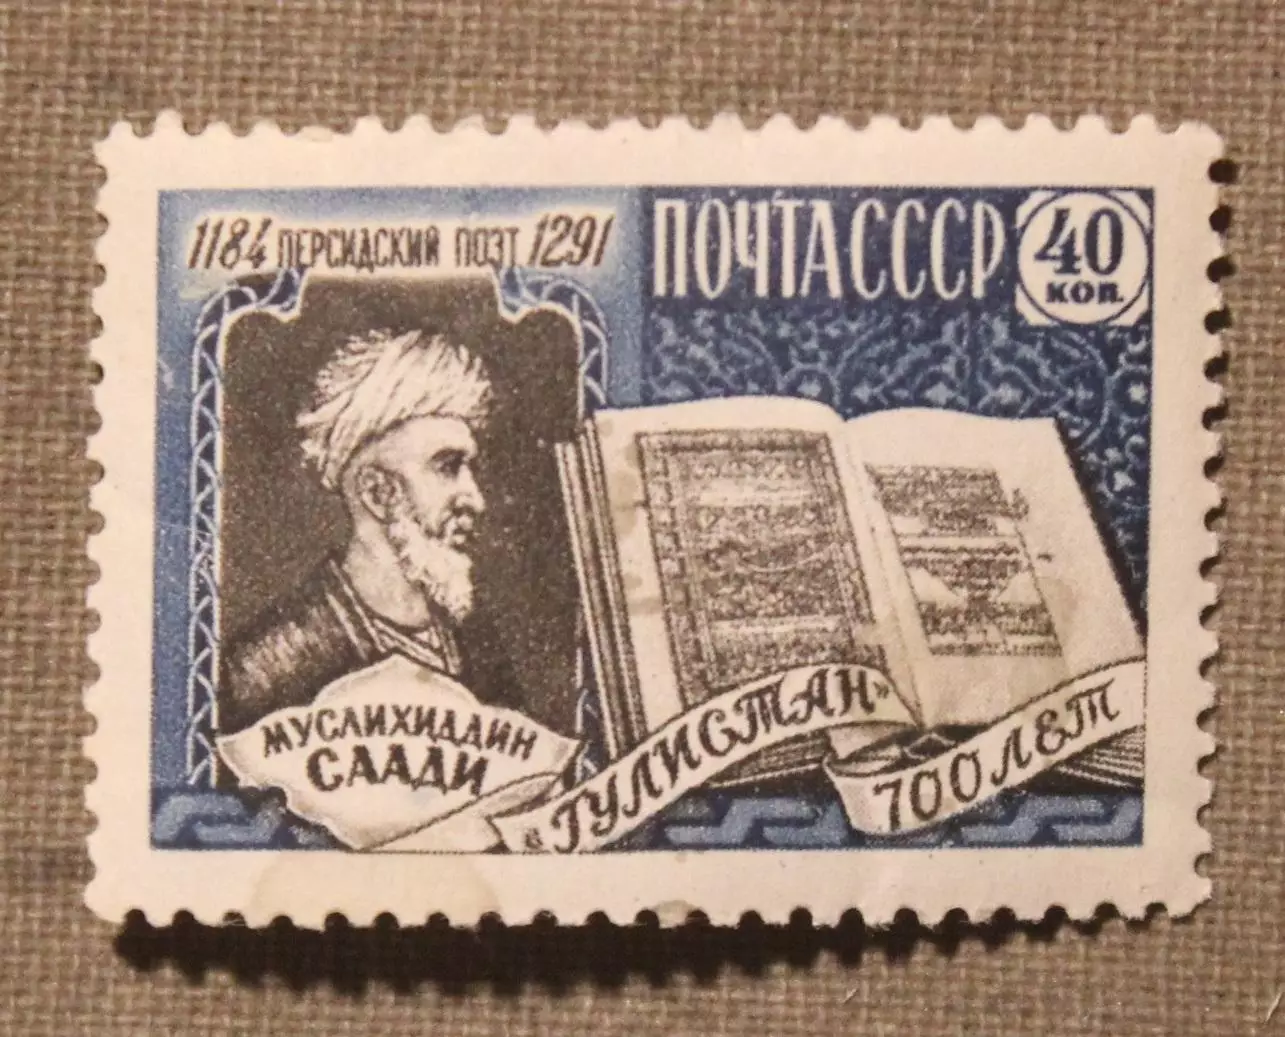 1184 ПЕРСИДСКИЙ ПОЭТ 1291
ПОЧТА СССР
40
КОП.
МУСЛИХИДДИН
СААДИ
«ГУЛИСТАН»
700 ЛЕТ